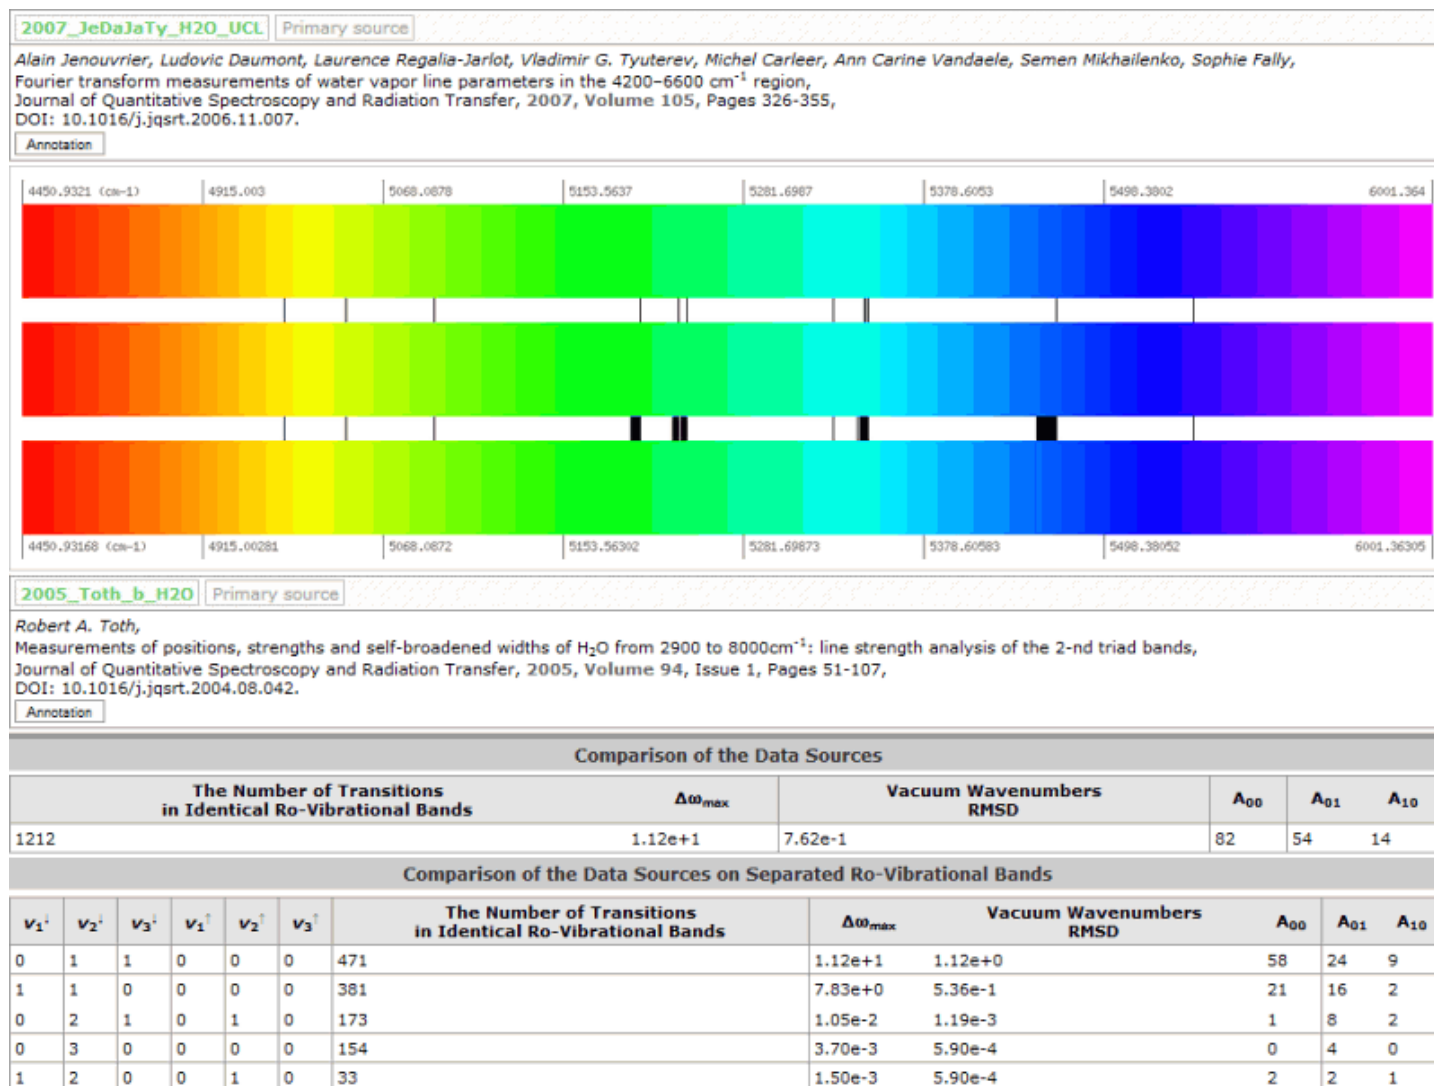 2007_JeDaJaTy_H2O_UCL Primary source
Alain Jenouvrier, Ludovic Daumont, Laurence Regalia-Jarlot, Vladimir G. Tyuterev, Michel Carleer, Ann Carine Vandaele, Semen Mikhailenko, Sophie Fally,
Fourier transform measurements of water vapor line parameters in the 4200–6600 cm⁻¹ region,
Journal of Quantitative Spectroscopy and Radiation Transfer, 2007, Volume 105, Pages 326-355,
DOI: 10.1016/j.jqsrt.2006.11.007.
Annotation
4450.9321 (cm-1) 4915.003 5068.0878 5153.5637 5281.6987 5378.6053 5498.3802 6001.364
4450.93168 (cm-1) 4915.00281 5068.0872 5153.56302 5281.69873 5378.60583 5498.38052 6001.36305
2005_Toth_b_H2O Primary source
Robert A. Toth,
Measurements of positions, strengths and self-broadened widths of H₂O from 2900 to 8000cm⁻¹: line strength analysis of the 2-nd triad bands,
Journal of Quantitative Spectroscopy and Radiation Transfer, 2005, Volume 94, Issue 1, Pages 51-107,
DOI: 10.1016/j.jqsrt.2004.08.042.
Annotation
Comparison of the Data Sources
The Number of Transitions in Identical Ro-Vibrational Bands Δω_max Vacuum Wavenumbers RMSD A₀₀ A₀₁ A₁₀
1212 1.12e+1 7.62e-1 82 54 14
Comparison of the Data Sources on Separated Ro-Vibrational Bands
v₁↓ v₂↓ v₃↓ v₁↑ v₂↑ v₃↑ The Number of Transitions in Identical Ro-Vibrational Bands Δω_max Vacuum Wavenumbers RMSD A₀₀ A₀₁ A₁₀
0 1 1 0 0 0 471 1.12e+1 1.12e+0 58 24 9
1 1 0 0 0 0 381 7.83e+0 5.36e-1 21 16 2
0 2 1 0 1 0 173 1.05e-2 1.19e-3 1 8 2
0 3 0 0 0 0 154 3.70e-3 5.90e-4 0 4 0
1 2 0 0 1 0 33 1.50e-3 5.90e-4 2 2 1